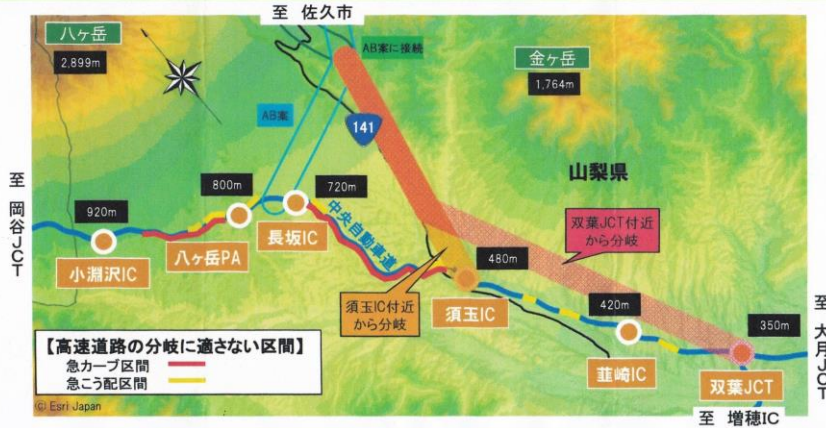 至 佐久市
八ヶ岳
2,899m
AB案に接続
金ヶ岳
1,764m
AB案
141
山梨県
至 岡谷JCT
920m
800m
720m
中央自動車道
双葉JCT付近
から分岐
小淵沢IC
八ヶ岳PA
長坂IC
480m
須玉IC付近
から分岐
須玉IC
420m
350m
至 大月JCT
韮崎IC
双葉JCT
【高速道路の分岐に適さない区間】
急カーブ区間
急こう配区間
© Esri Japan
至 増穂IC